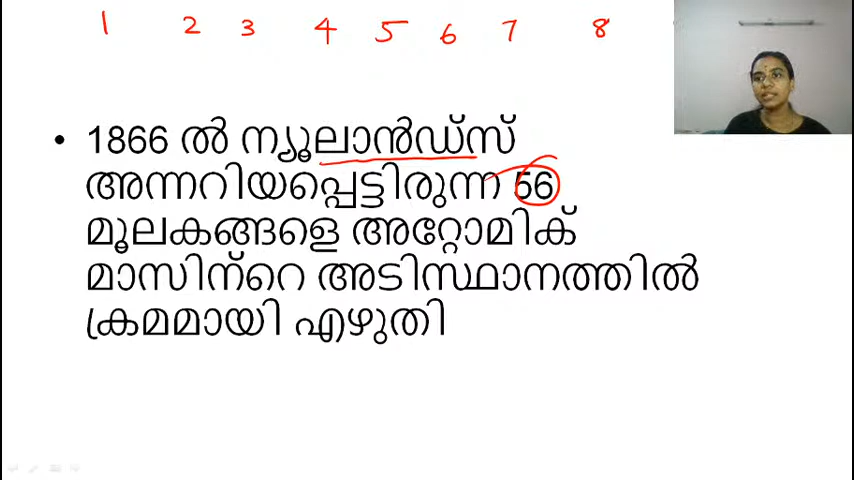 1 2 3 4 5 6 7 8
• 1866 ൽ ന്യൂലാൻഡ്സ്
അന്നറിയപ്പെട്ടിരുന്ന 56
മൂലകങ്ങളെ അറ്റോമിക്
മാസിന്റെ അടിസ്ഥാനത്തിൽ
ക്രമമായി എഴുതി